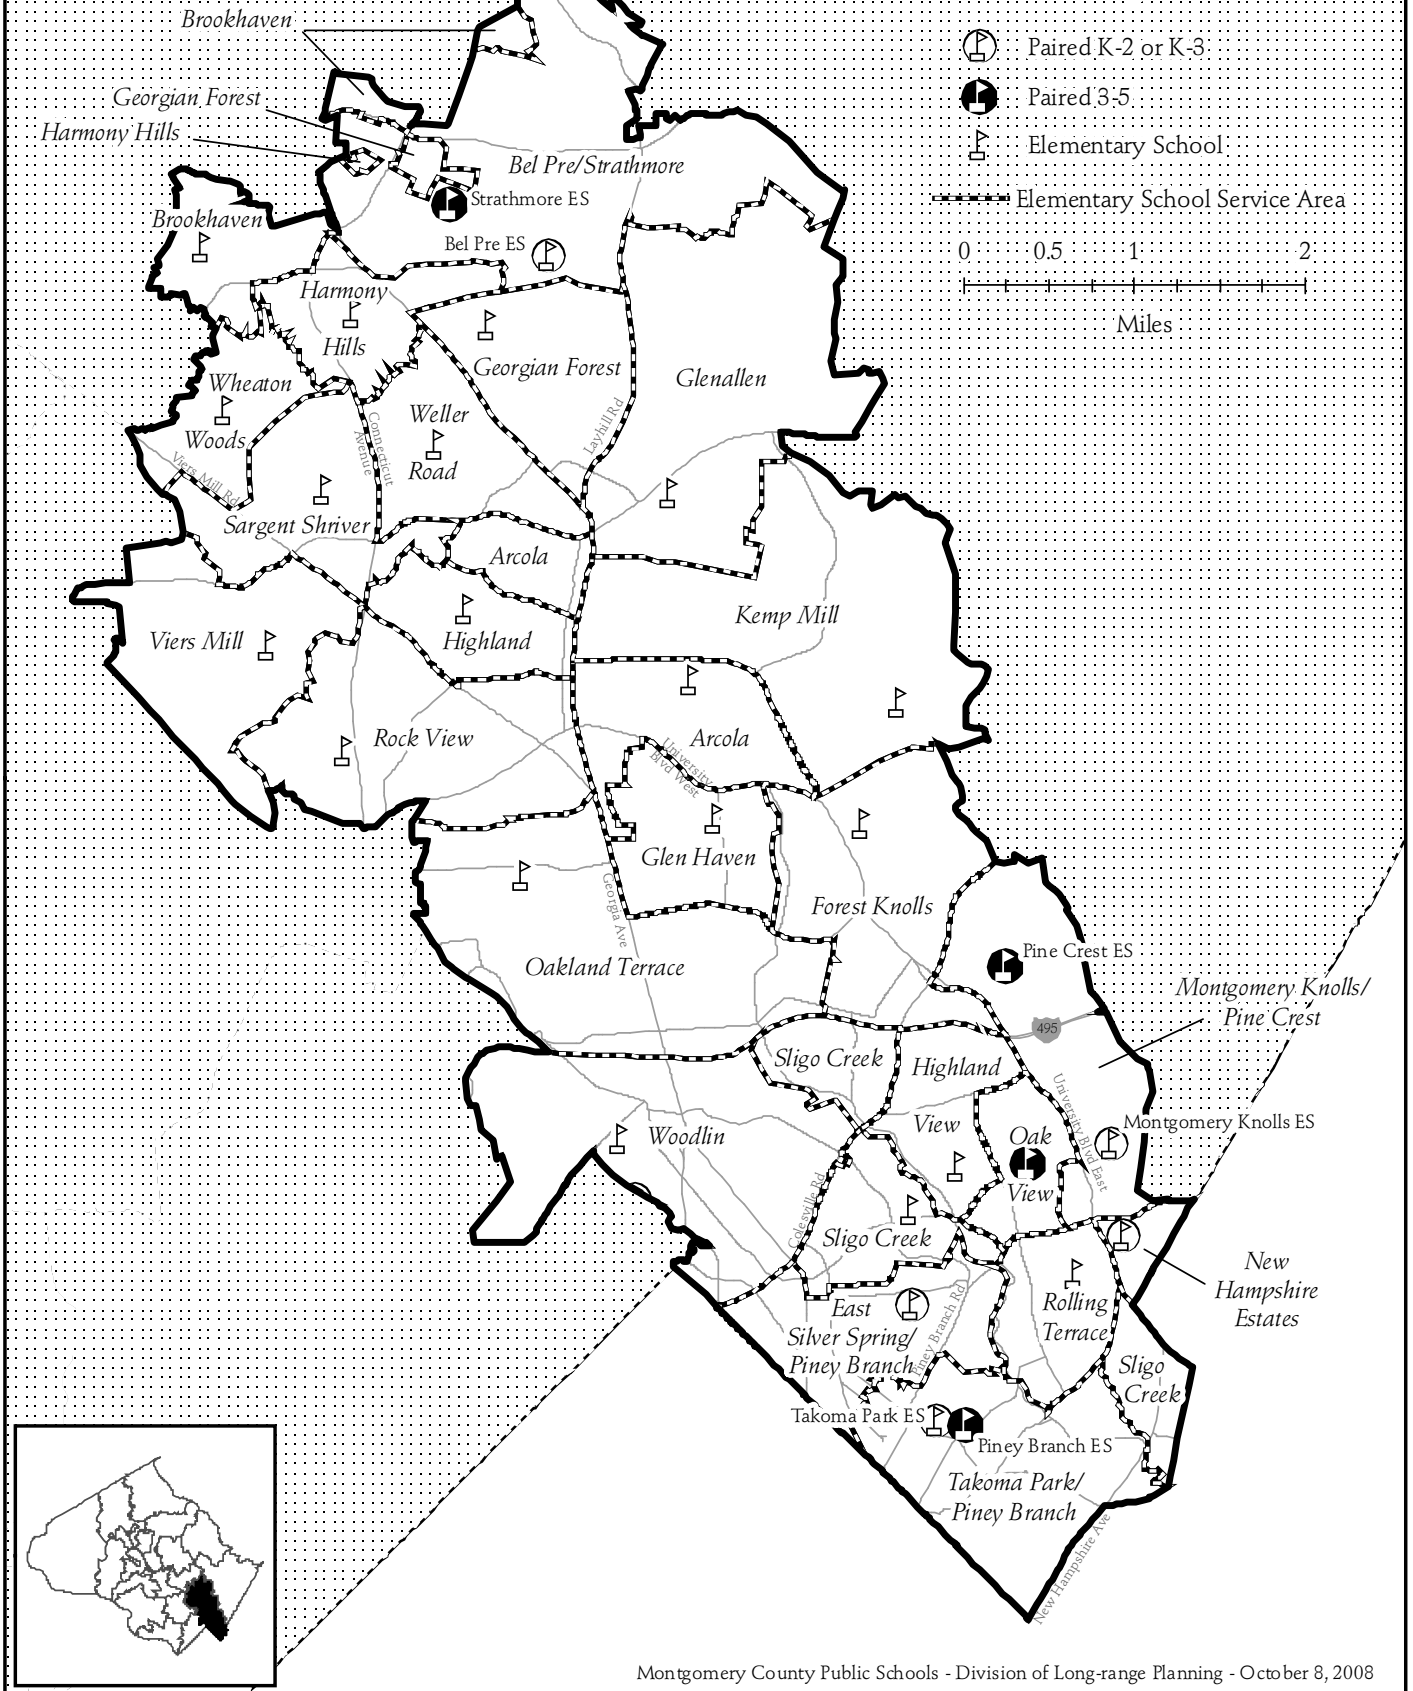 Brookhaven
Georgian Forest
Harmony Hills
Paired K-2 or K-3
Paired 3-5
Elementary School
Elementary School Service Area
0 0.5 1 2
Miles
Bel Pre/Strathmore
Strathmore ES
Brookhaven
Bel Pre ES
Harmony
Hills
Georgian Forest
Glenallen
Wheaton
Woods
Weller
Road
Layhill Rd
Connecticut
Avenue
Viers Mill Rd
Sargent Shriver
Arcola
Kemp Mill
Viers Mill
Highland
Rock View
Arcola
University
Blvd West
Glen Haven
Georgia Ave
Forest Knolls
Oakland Terrace
Pine Crest ES
Montgomery Knolls/
Pine Crest
495
Sligo Creek
Highland
View
University Blvd East
Montgomery Knolls ES
Woodlin
Oak
View
Colesville Rd
Sligo Creek
New
Hampshire
Estates
East
Silver Spring/
Piney Branch
Piney Branch Rd
Rolling
Terrace
Sligo
Creek
Takoma Park ES
Piney Branch ES
Takoma Park/
Piney Branch
New Hampshire Ave
Montgomery County Public Schools - Division of Long-range Planning - October 8, 2008